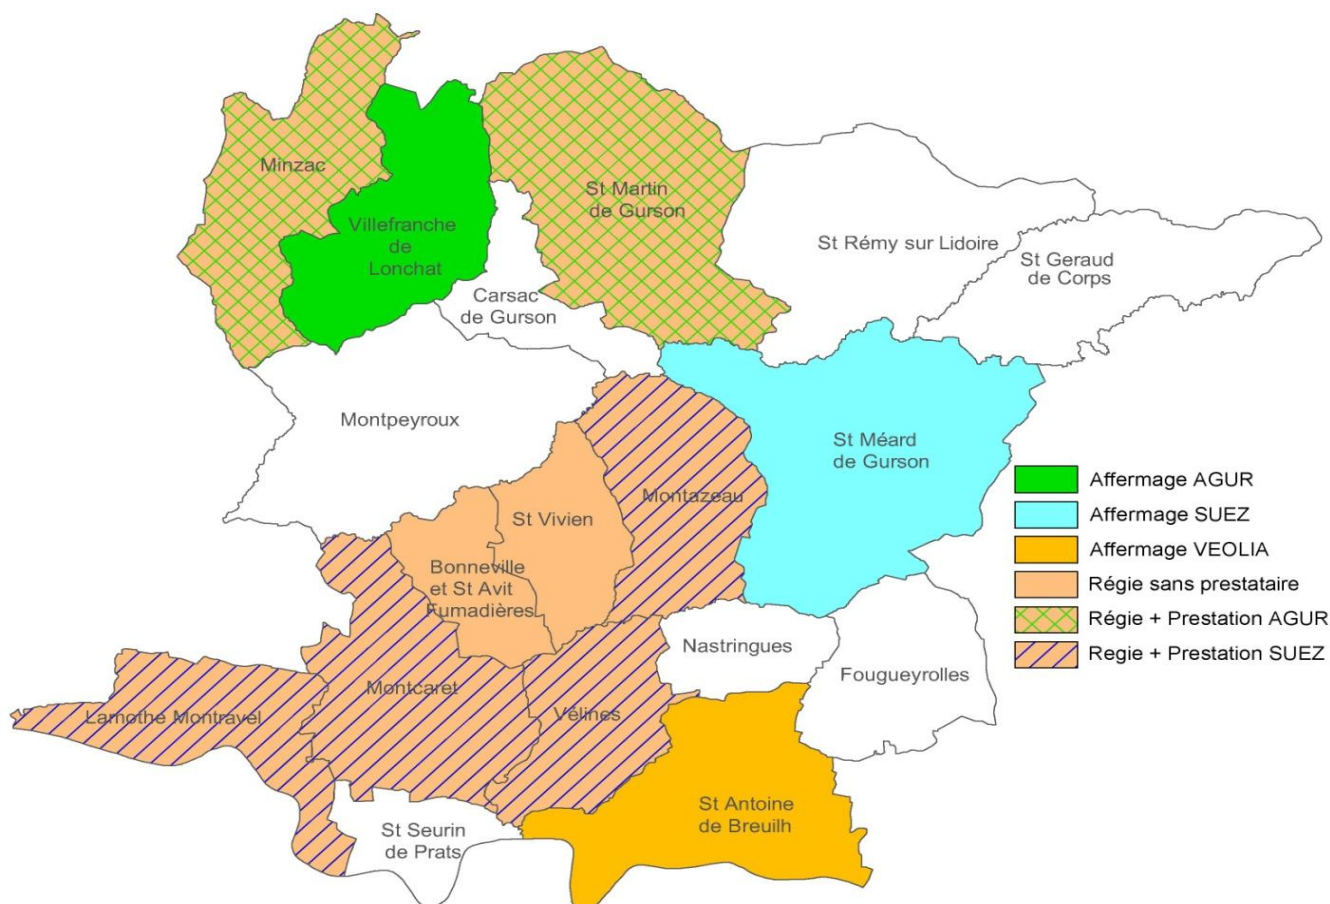 Minzac
Villefranche
de
Lonchat
St Martin
de Gurson
St Rémy sur Lidoire
St Geraud
de Corps
Carsac
de Gurson
Montpeyroux
St Méard
de Gurson
Montazeau
St Vivien
Bonneville
et St Avit
Fumadières
Nastringues
Fougueyrolles
Lamothe Montravel
Montcaret
Vélines
St Antoine
de Breuilh
St Seurin
de Prats
Affermage AGUR
Affermage SUEZ
Affermage VEOLIA
Régie sans prestataire
Régie + Prestation AGUR
Regie + Prestation SUEZ